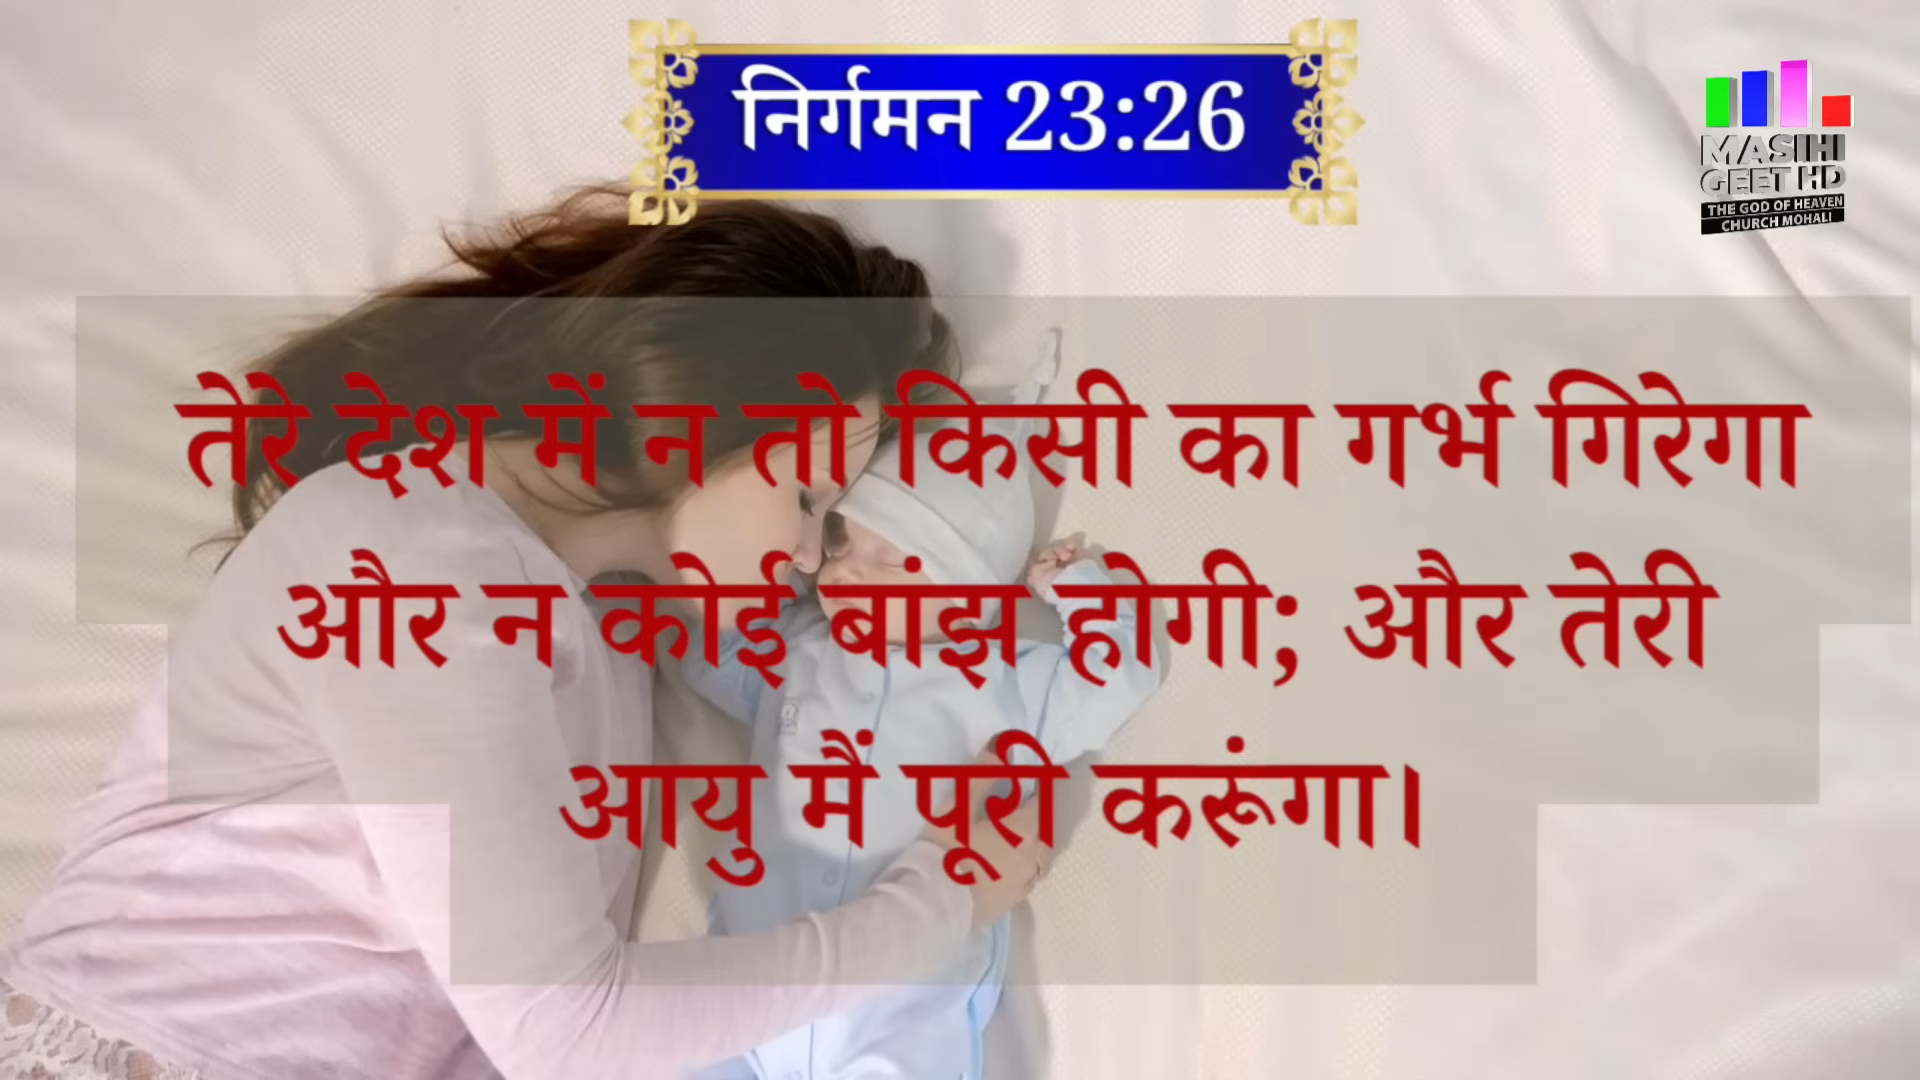 निर्गमन 23:26
MASIHI
GEET HD
THE GOD OF HEAVEN
CHURCH MOHALI
तेरे देश में न तो किसी का गर्भ गिरेगा
और न कोई बांझ होगी; और तेरी
आयु मैं पूरी करूंगा।